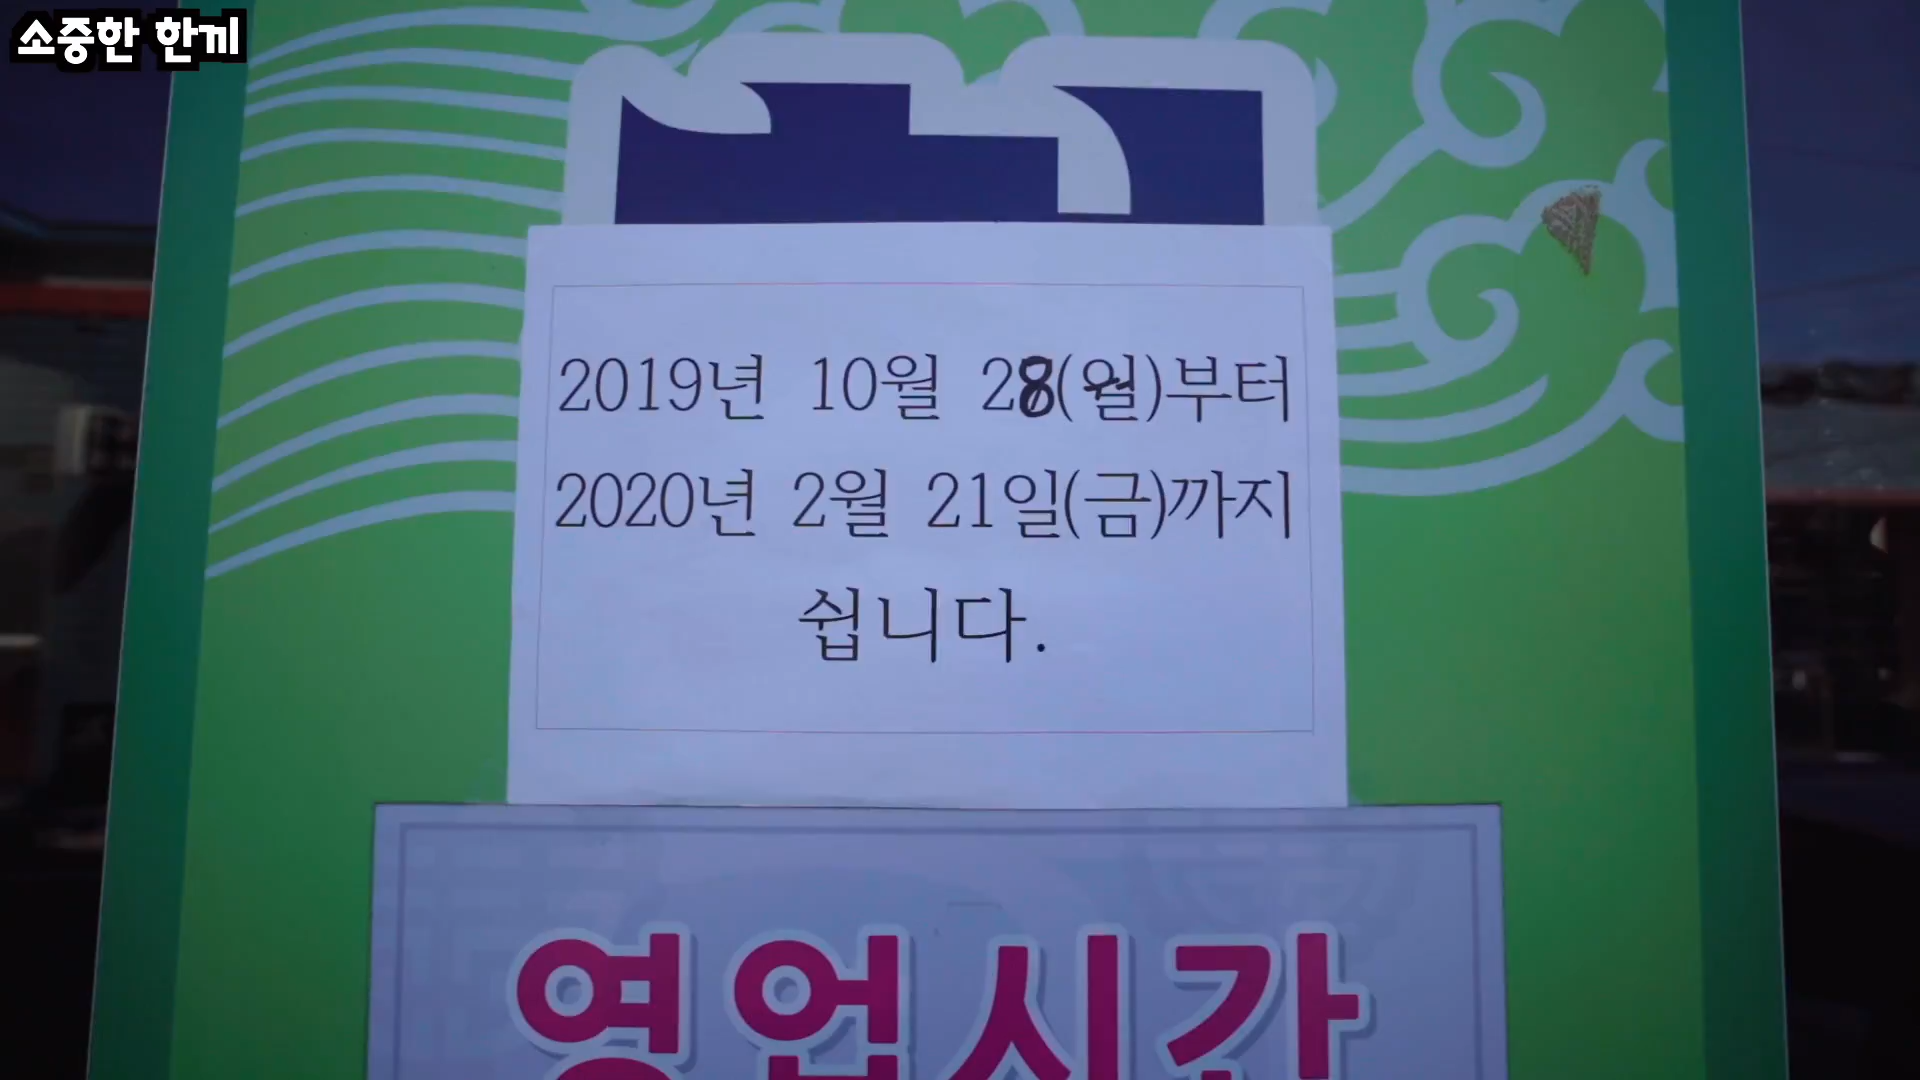 소중한 한끼
2019년 10월 28(월)부터
2020년 2월 21일(금)까지
쉽니다.
영업시간